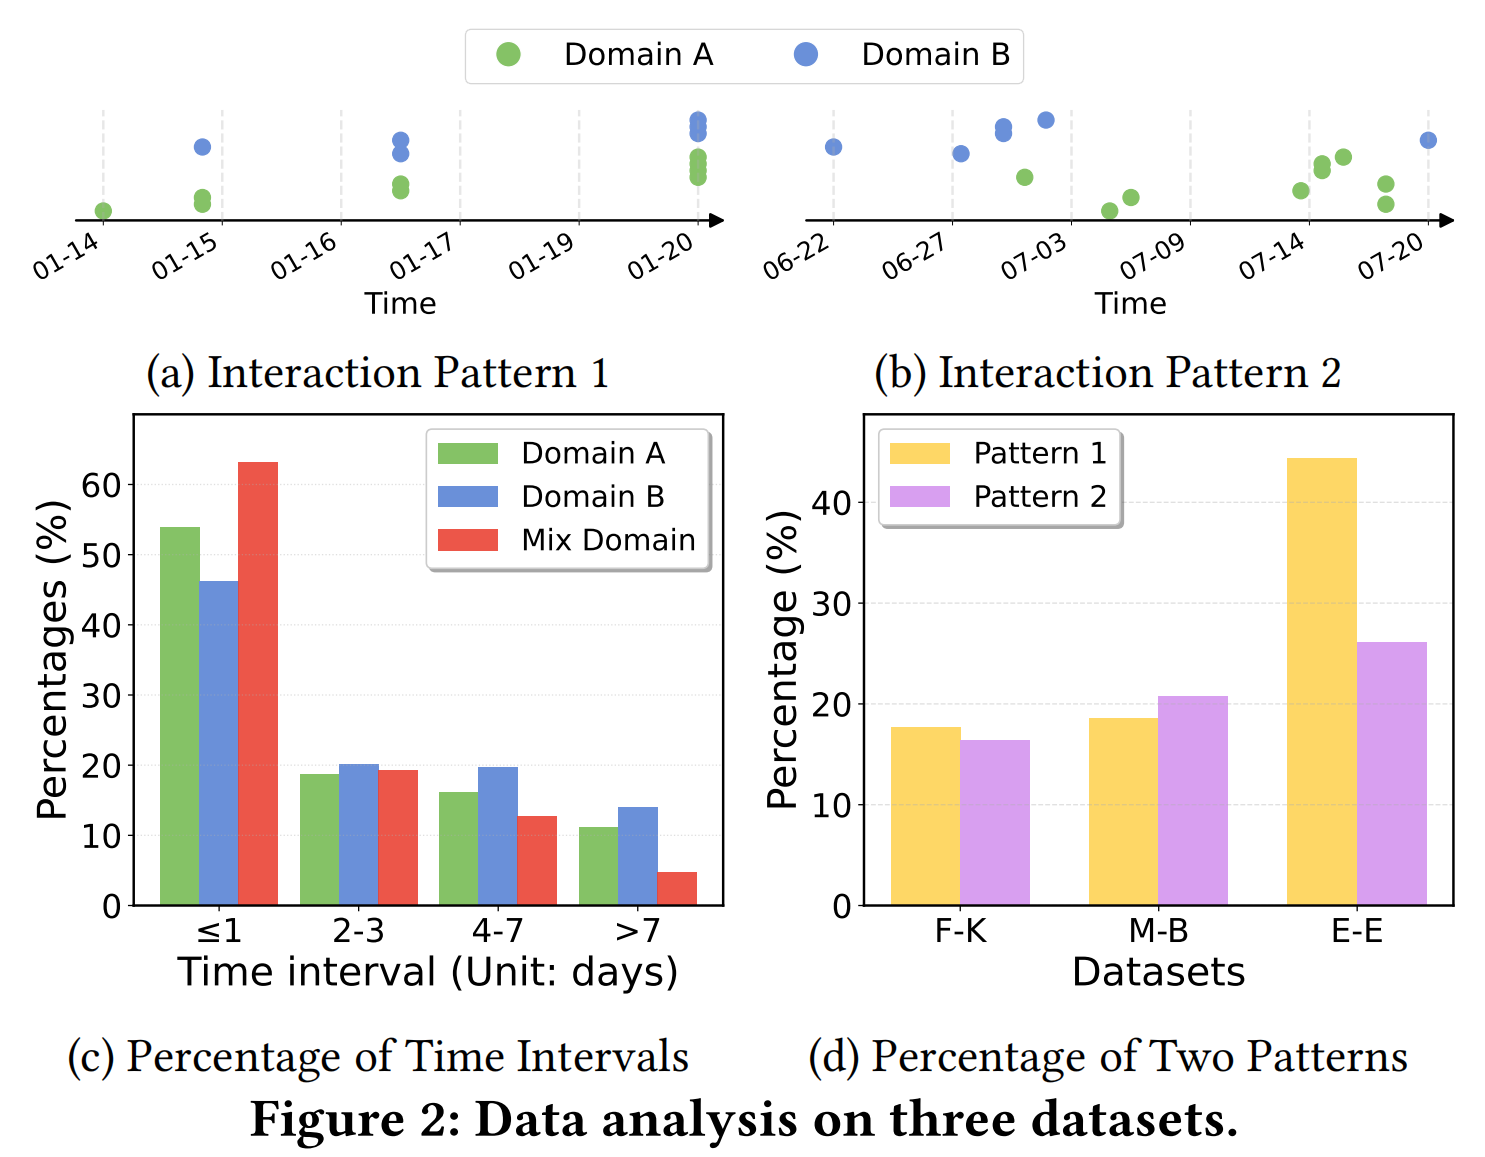 Domain A Domain B
01-14 01-15 01-16 01-17 01-19 01-20
Time
(a) Interaction Pattern 1
06-22 06-27 07-03 07-09 07-14 07-20
Time
(b) Interaction Pattern 2
Percentages (%)
60
50
40
30
20
10
0
Domain A
Domain B
Mix Domain
≤1 2-3 4-7 >7
Time interval (Unit: days)
(c) Percentage of Time Intervals
Percentage (%)
40
30
20
10
0
Pattern 1
Pattern 2
F-K M-B E-E
Datasets
(d) Percentage of Two Patterns
Figure 2: Data analysis on three datasets.